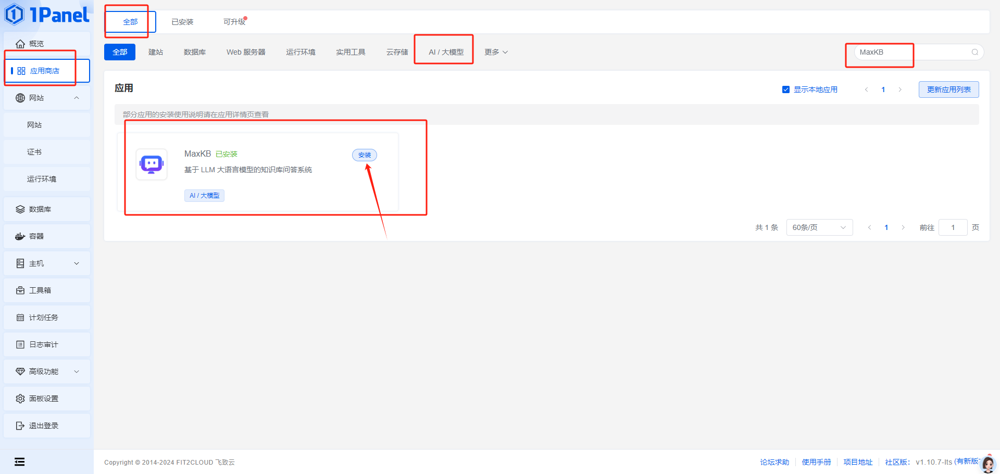 1Panel
概览
应用商店
网站
网站
证书
运行环境
数据库
容器
主机
工具箱
计划任务
日志审计
高级功能
面板设置
退出登录
全部 已安装 可升级
全部 建站 数据库 Web 服务器 运行环境 实用工具 云存储 AI / 大模型 更多 MaxKB
应用 显示本地应用 1 更新应用列表
部分应用的安装使用说明请在应用详情页查看
MaxKB 已安装 安装
基于 LLM 大语言模型的知识库问答系统
AI / 大模型
共 1 条 60条/页 1 前往 1 页
Copyright © 2014-2024 FIT2CLOUD 飞致云 论坛求助 使用手册 项目地址 社区版: v1.10.7-lts (有新版